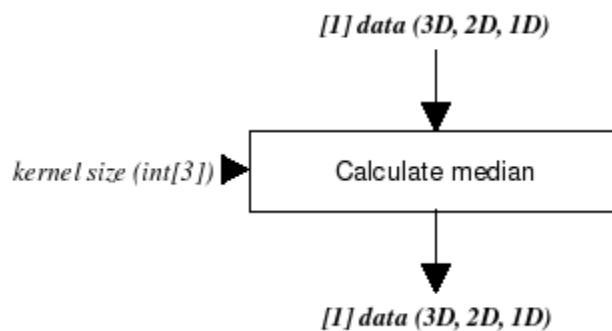 [1] data (3D, 2D, 1D)
kernel size (int[3])
Calculate median
[1] data (3D, 2D, 1D)